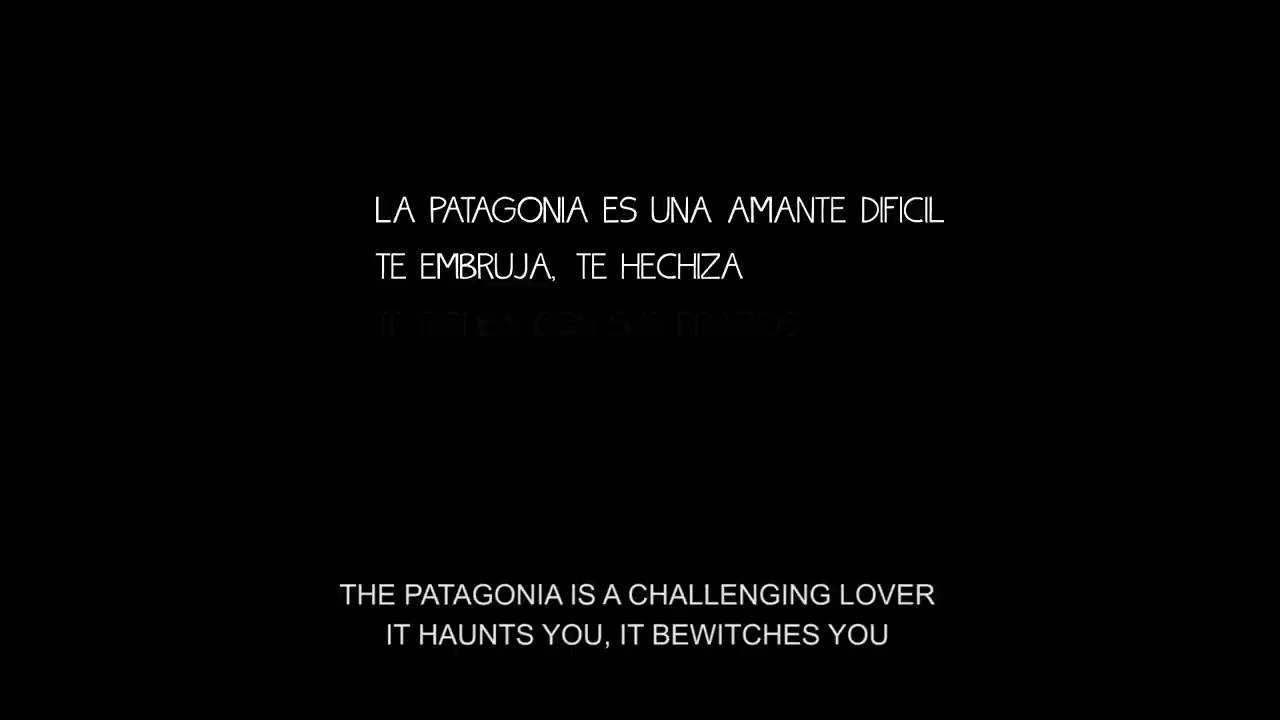 LA PATAGONIA ES UNA AMANTE DIFICIL
TE EMBRUJA, TE HECHIZA
THE PATAGONIA IS A CHALLENGING LOVER
IT HAUNTS YOU, IT BEWITCHES YOU